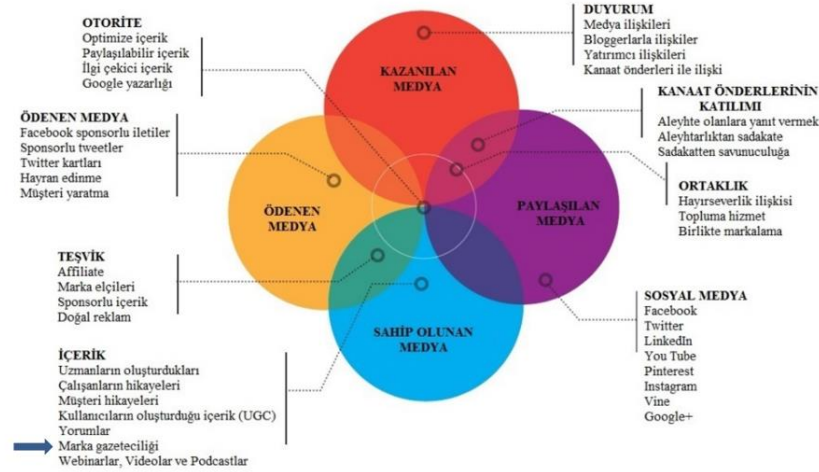 OTORİTE
Optimize içerik
Paylaşılabilir içerik
İlgi çekici içerik
Google yazarlığı
ÖDENEN MEDYA
Facebook sponsorlu iletiler
Sponsorlu tweetler
Twitter kartları
Hayran edinme
Müşteri yaratma
TEŞVİK
Affiliate
Marka elçileri
Sponsorlu içerik
Doğal reklam
İÇERİK
Uzmanların oluşturdukları
Çalışanların hikayeleri
Müşteri hikayeleri
Kullanıcıların oluşturduğu içerik (UGC)
Yorumlar
Marka gazeteciliği
Webinarlar, Videolar ve Podcastlar
KAZANILAN
MEDYA
ÖDENEN
MEDYA
PAYLAŞILAN
MEDYA
SAHİP OLUNAN
MEDYA
DUYURUM
Medya ilişkileri
Bloggerlarla ilişkiler
Yatırımcı ilişkileri
Kanaat önderleri ile ilişki
KANAAT ÖNDERLERİNİN
KATILIMI
Aleyhte olanlara yanıt vermek
Aleyhtarlıktan sadakate
Sadakatten savunuculuğa
ORTAKLIK
Hayırseverlik ilişkisi
Topluma hizmet
Birlikte markalama
SOSYAL MEDYA
Facebook
Twitter
LinkedIn
You Tube
Pinterest
Instagram
Vine
Google+